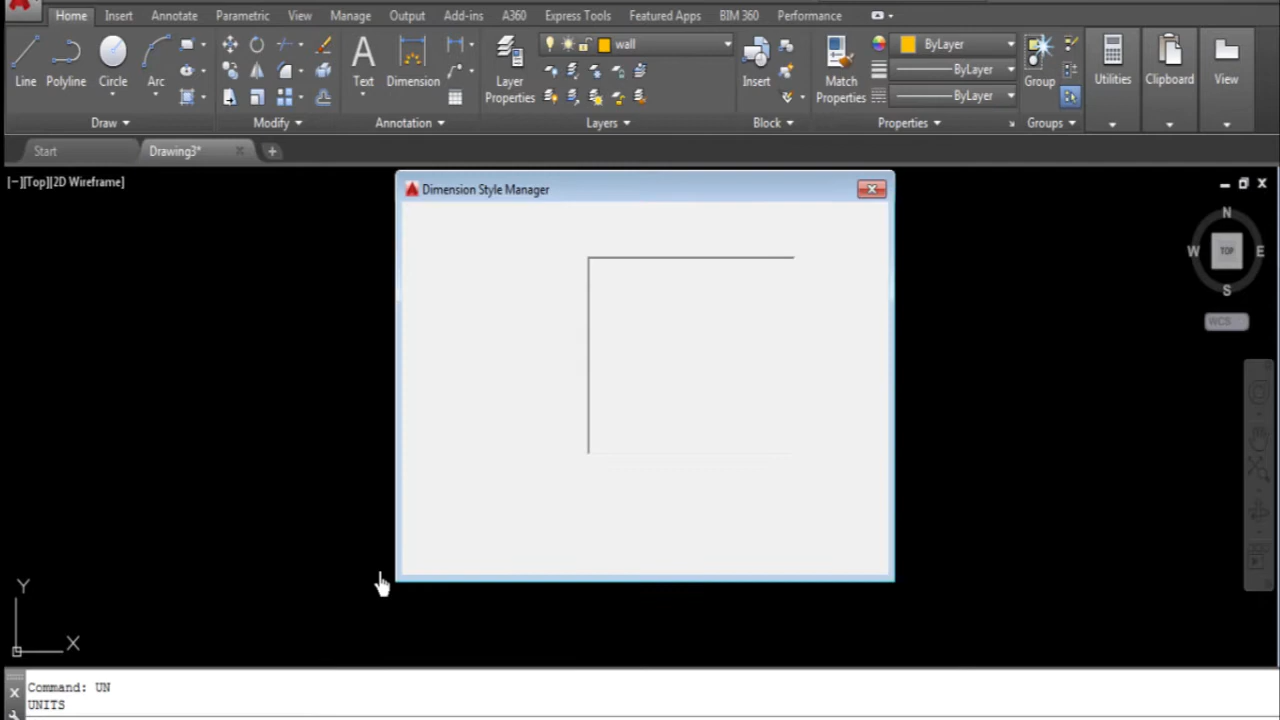 Home Insert Annotate Parametric View Manage Output Add-ins A360 Express Tools Featured Apps BIM 360 Performance
wall
ByLayer
ByLayer
ByLayer
Line Polyline Circle Arc Text Dimension Layer Properties Insert Match Properties Group Utilities Clipboard View
Draw Modify Annotation Layers Block Properties Groups
Start Drawing3*
[−][Top][2D Wireframe]
Dimension Style Manager
N
W TOP E
S
WCS
Y
X
Command: UN
UNITS